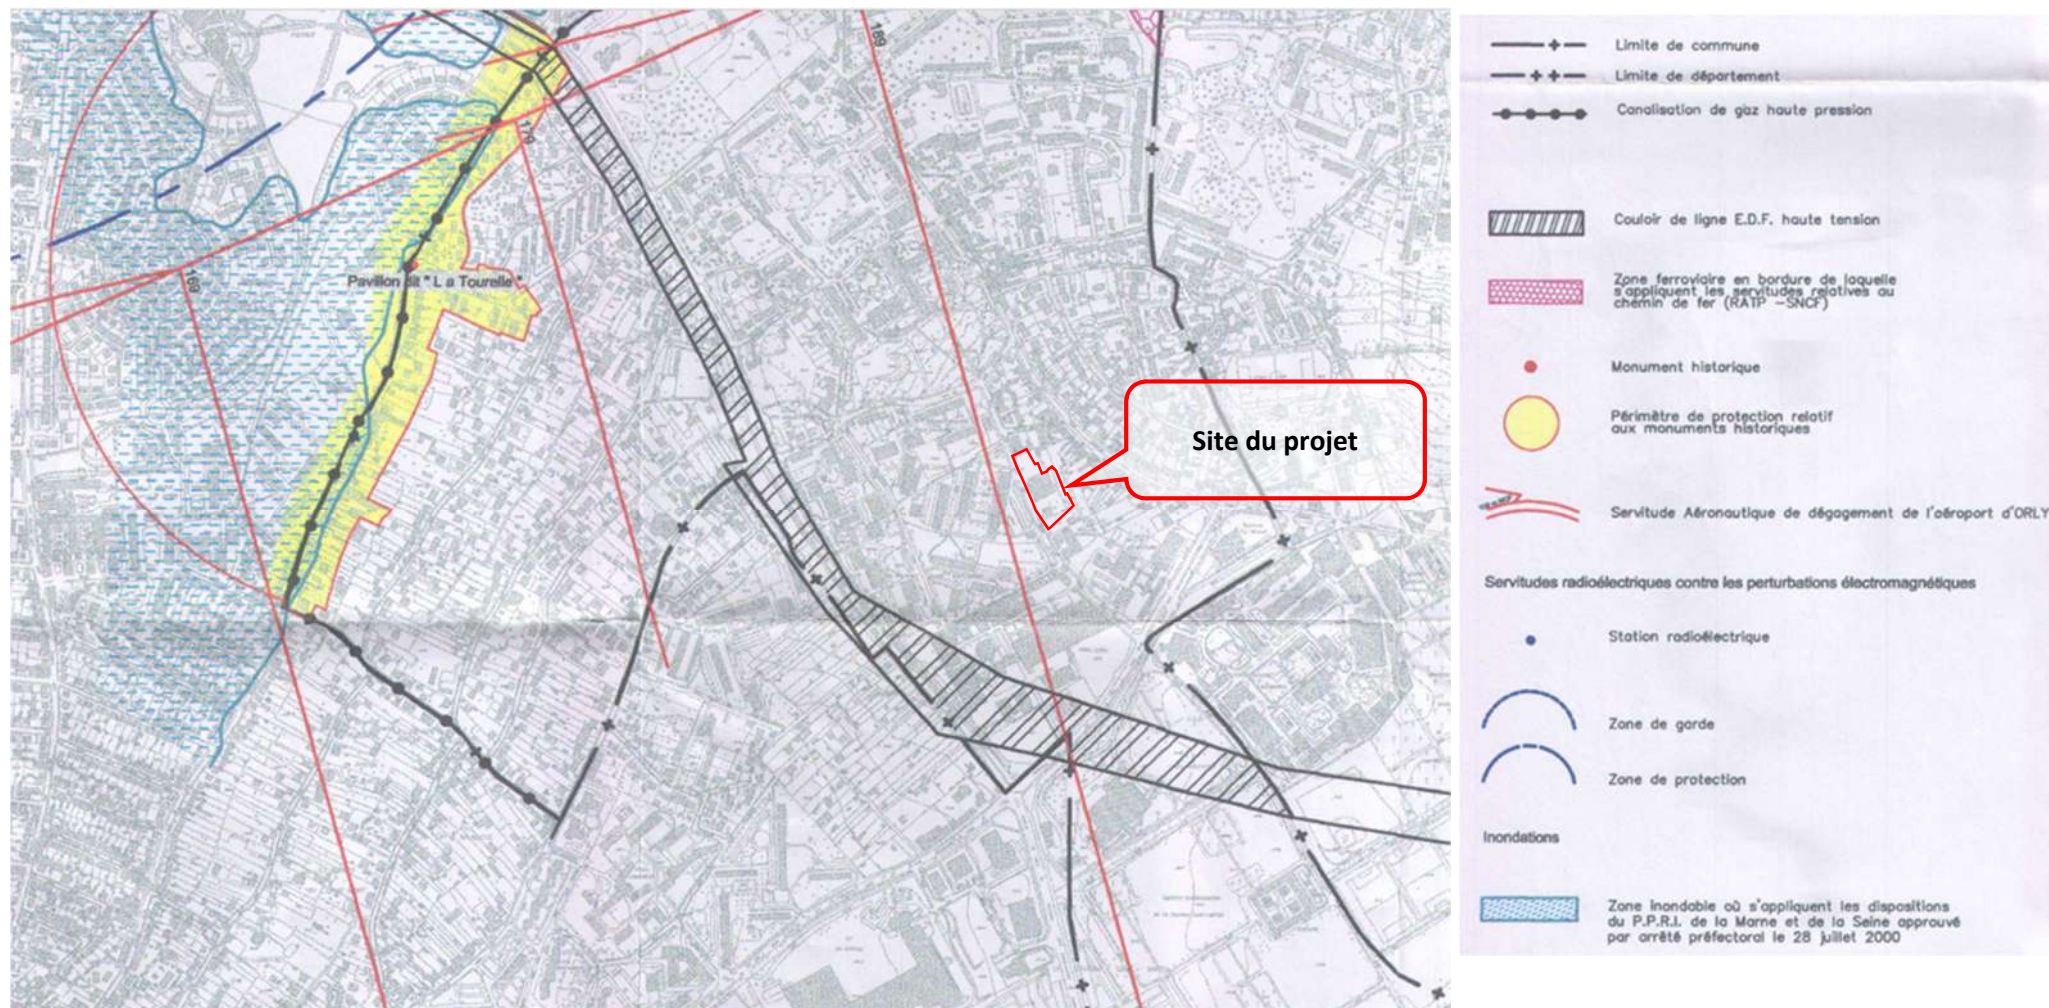 189
179
169
Pavillon dit " L a Tourelle "
Site du projet
Limite de commune
Limite de département
Canalisation de gaz haute pression
Couloir de ligne E.D.F. haute tension
Zone ferroviaire en bordure de laquelle
s'appliquent les servitudes relatives au
chemin de fer (RATP -SNCF)
Monument historique
Périmètre de protection relatif
aux monuments historiques
Servitude Aéronautique de dégagement de l'aéroport d'ORLY
Servitudes radioélectriques contre les perturbations électromagnétiques
Station radioélectrique
Zone de garde
Zone de protection
Inondations
Zone Inondable où s'appliquent les dispositions
du P.P.R.I. de la Marne et de la Seine approuvé
par arrêté préfectoral le 28 juillet 2000